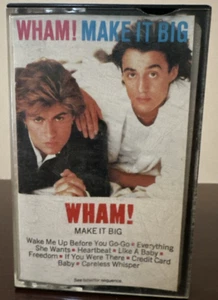 WHAM! MAKE IT BIG
WHAM!
MAKE IT BIG
Wake Me Up Before You Go-Go • Everything
She Wants • Heartbeat • Like A Baby •
Freedom • If You Were There • Credit Card
Baby • Careless Whisper